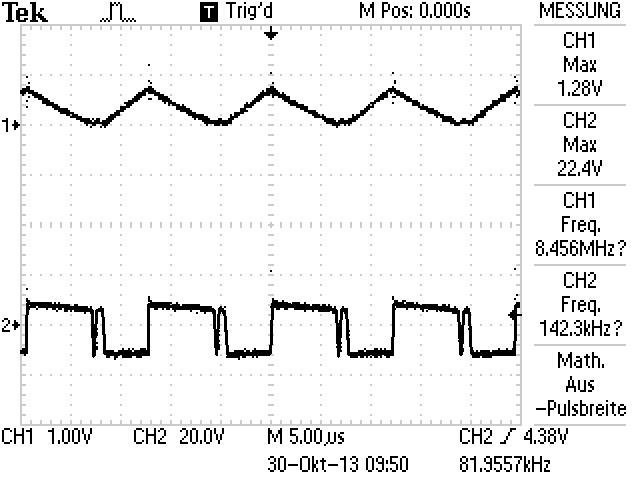 Tek T Trig'd M Pos: 0.000s MESSUNG
CH1
Max
1.28V
1
CH2
Max
22.4V
CH1
Freq.
8.456MHz?
CH2
Freq.
142.3kHz?
2
Math.
Aus
-Pulsbreite
CH1 1.00V CH2 20.0V M 5.00µs CH2 / 4.38V
30-Okt-13 09:50 81.9557kHz